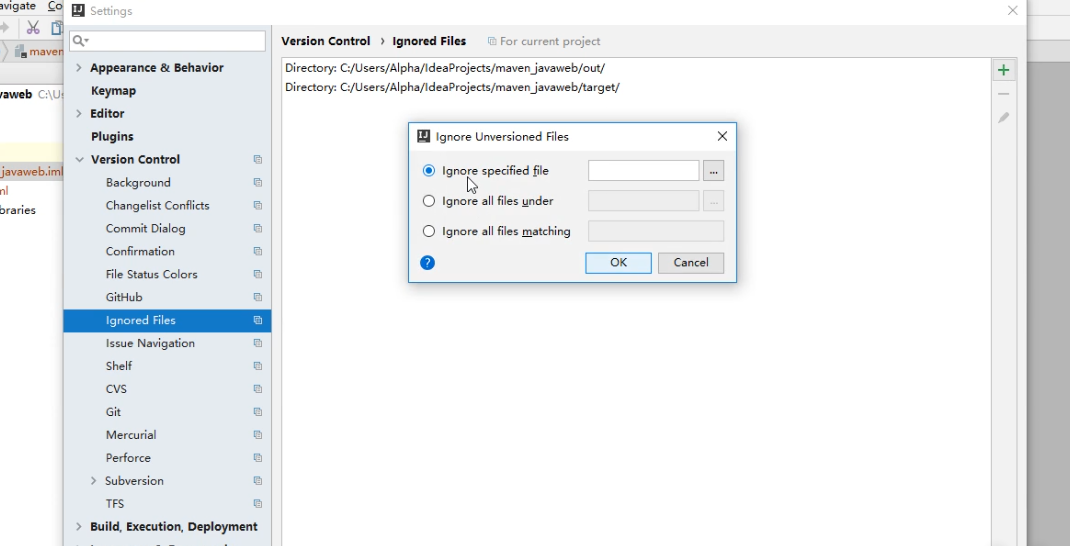 avigate Co
Settings
maven
Version Control › Ignored Files For current project
Appearance & Behavior
Keymap
Editor
Plugins
Version Control
Background
Changelist Conflicts
Commit Dialog
Confirmation
File Status Colors
GitHub
Ignored Files
Issue Navigation
Shelf
CVS
Git
Mercurial
Perforce
Subversion
TFS
Build, Execution, Deployment
Directory: C:/Users/Alpha/IdeaProjects/maven_javaweb/out/
Directory: C:/Users/Alpha/IdeaProjects/maven_javaweb/target/
Ignore Unversioned Files
Ignore specified file ...
Ignore all files under ...
Ignore all files matching
? OK Cancel
vaweb C:\Us
javaweb.iml
ml
braries